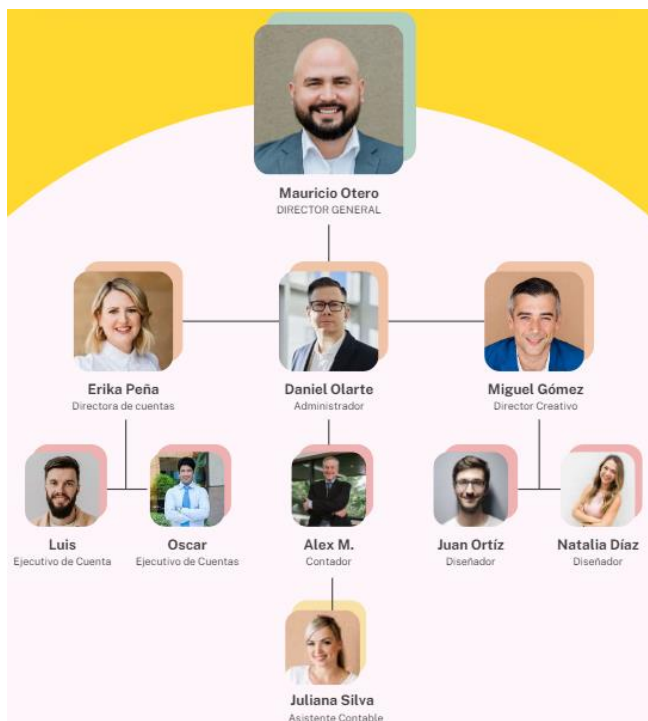 Mauricio Otero
DIRECTOR GENERAL
Erika Peña
Directora de cuentas
Daniel Olarte
Administrador
Miguel Gómez
Director Creativo
Luis
Ejecutivo de Cuenta
Oscar
Ejecutivo de Cuentas
Alex M.
Contador
Juan Ortíz
Diseñador
Natalia Díaz
Diseñador
Juliana Silva
Asistente Contable